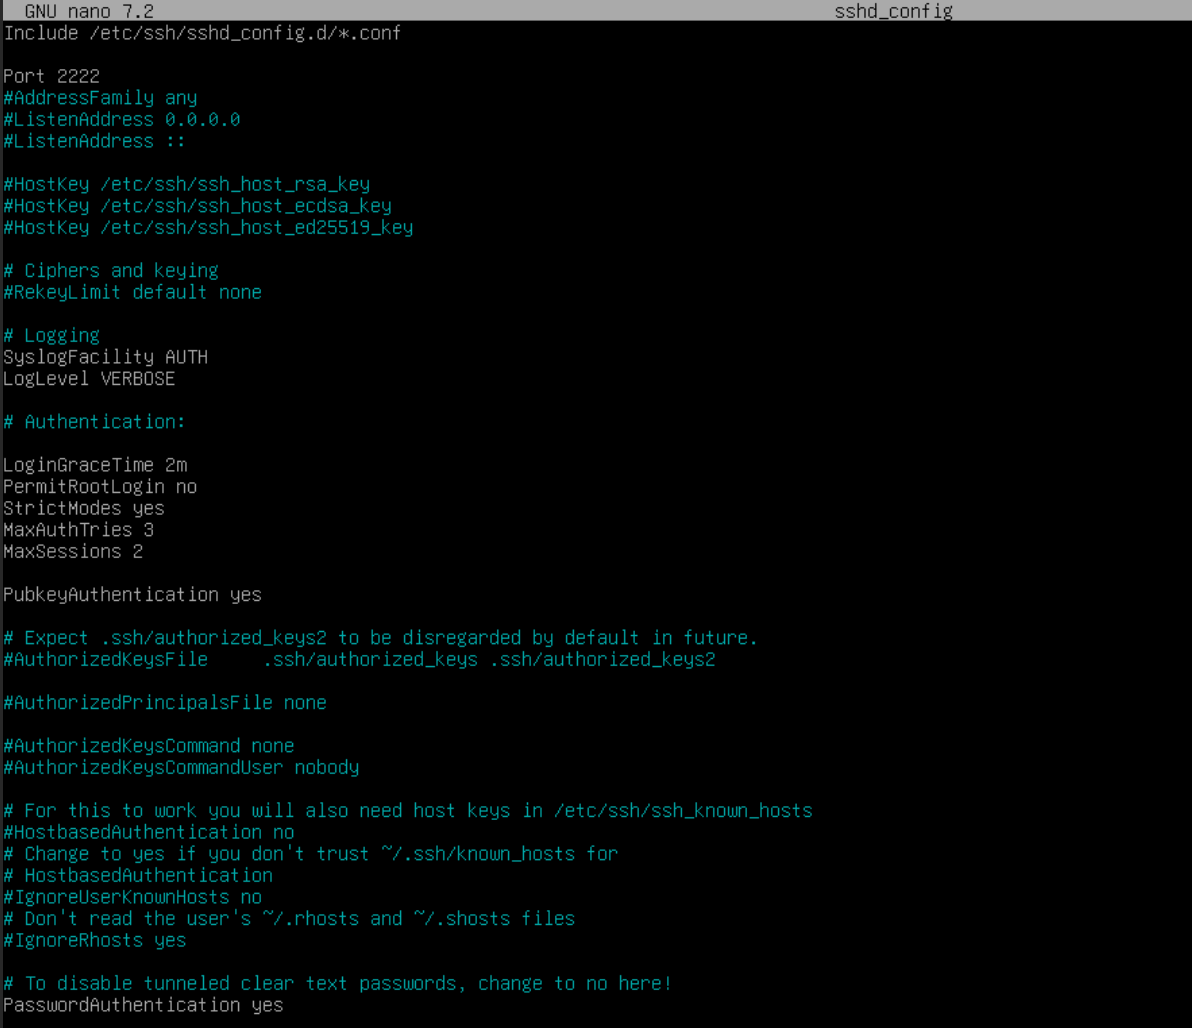 GNU nano 7.2 sshd_config
Include /etc/ssh/sshd_config.d/*.conf
Port 2222
#AddressFamily any
#ListenAddress 0.0.0.0
#ListenAddress ::
#HostKey /etc/ssh/ssh_host_rsa_key
#HostKey /etc/ssh/ssh_host_ecdsa_key
#HostKey /etc/ssh/ssh_host_ed25519_key
# Ciphers and keying
#RekeyLimit default none
# Logging
SyslogFacility AUTH
LogLevel VERBOSE
# Authentication:
LoginGraceTime 2m
PermitRootLogin no
StrictModes yes
MaxAuthTries 3
MaxSessions 2
PubkeyAuthentication yes
# Expect .ssh/authorized_keys2 to be disregarded by default in future.
#AuthorizedKeysFile     .ssh/authorized_keys .ssh/authorized_keys2
#AuthorizedPrincipalsFile none
#AuthorizedKeysCommand none
#AuthorizedKeysCommandUser nobody
# For this to work you will also need host keys in /etc/ssh/ssh_known_hosts
#HostbasedAuthentication no
# Change to yes if you don't trust ~/.ssh/known_hosts for
# HostbasedAuthentication
#IgnoreUserKnownHosts no
# Don't read the user's ~/.rhosts and ~/.shosts files
#IgnoreRhosts yes
# To disable tunneled clear text passwords, change to no here!
PasswordAuthentication yes